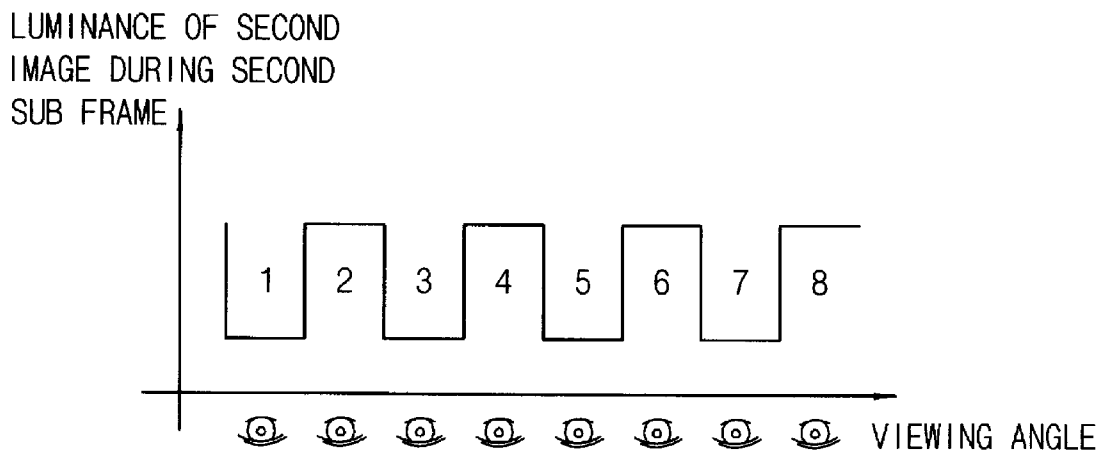 LUMINANCE OF SECOND
IMAGE DURING SECOND
SUB FRAME
1 2 3 4 5 6 7 8
VIEWING ANGLE